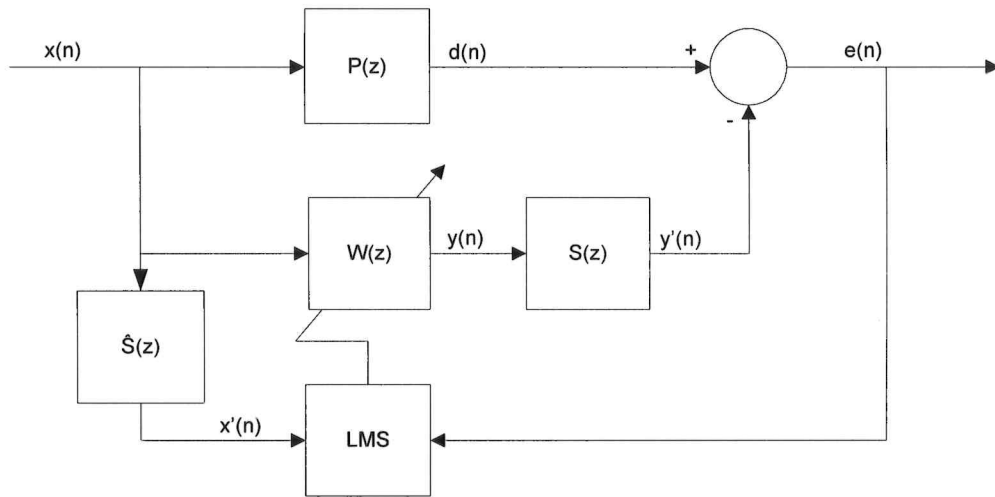 x(n)
P(z)
d(n)
+
e(n)
-
W(z)
y(n)
S(z)
y'(n)
Ŝ(z)
x'(n)
LMS